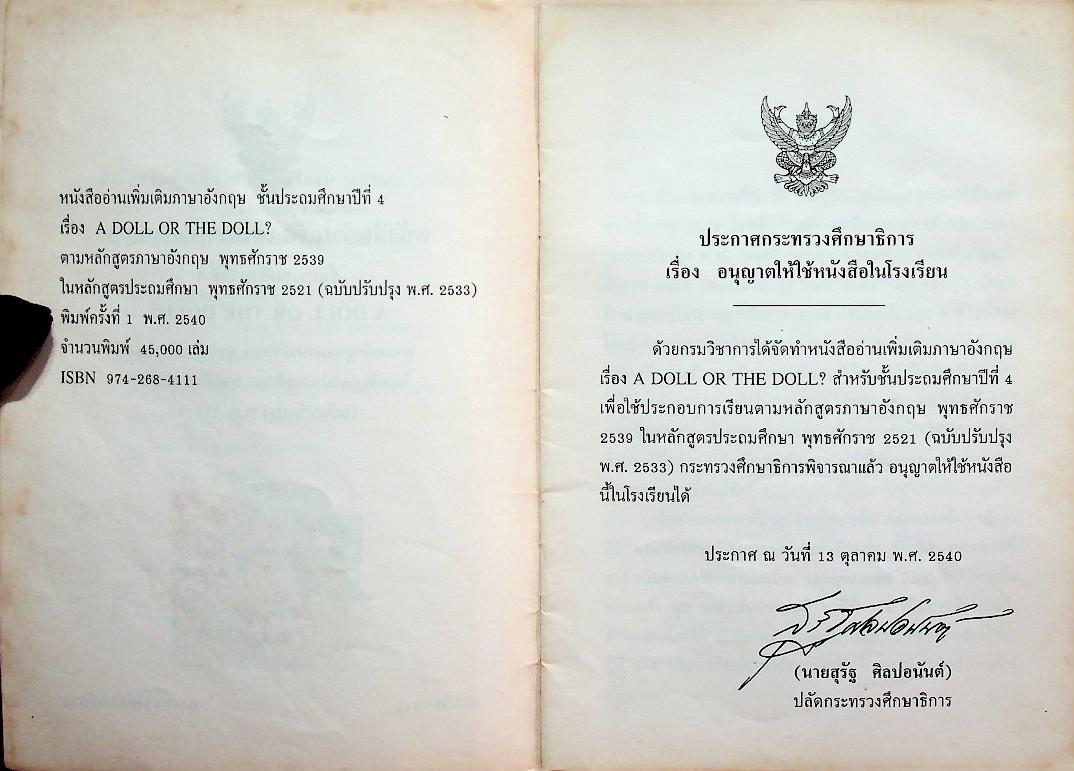 หนังสืออ่านเพิ่มเติมภาษาอังกฤษ ชั้นประถมศึกษาปีที่ 4
เรื่อง A DOLL OR THE DOLL?
ตามหลักสูตรภาษาอังกฤษ พุทธศักราช 2539
ในหลักสูตรประถมศึกษา พุทธศักราช 2521 (ฉบับปรับปรุง พ.ศ. 2533)
พิมพ์ครั้งที่ 1 พ.ศ. 2540
จำนวนพิมพ์ 45,000 เล่ม
ISBN 974-268-4111
ประกาศกระทรวงศึกษาธิการ
เรื่อง อนุญาตให้ใช้หนังสือในโรงเรียน
ด้วยกรมวิชาการได้จัดทำหนังสืออ่านเพิ่มเติมภาษาอังกฤษ
เรื่อง A DOLL OR THE DOLL? สำหรับชั้นประถมศึกษาปีที่ 4
เพื่อใช้ประกอบการเรียนตามหลักสูตรภาษาอังกฤษ พุทธศักราช
2539 ในหลักสูตรประถมศึกษา พุทธศักราช 2521 (ฉบับปรับปรุง
พ.ศ. 2533) กระทรวงศึกษาธิการพิจารณาแล้ว อนุญาตให้ใช้หนังสือ
นี้ในโรงเรียนได้
ประกาศ ณ วันที่ 13 ตุลาคม พ.ศ. 2540
(นายสุรัฐ ศิลปอนันต์)
ปลัดกระทรวงศึกษาธิการ